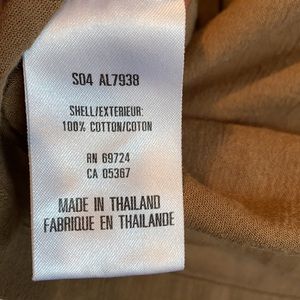 S04 AL7938
SHELL/EXTERIEUR:
100% COTTON/COTON
RN 69724
CA 05367
MADE IN THAILAND
FABRIQUE EN THAILANDE